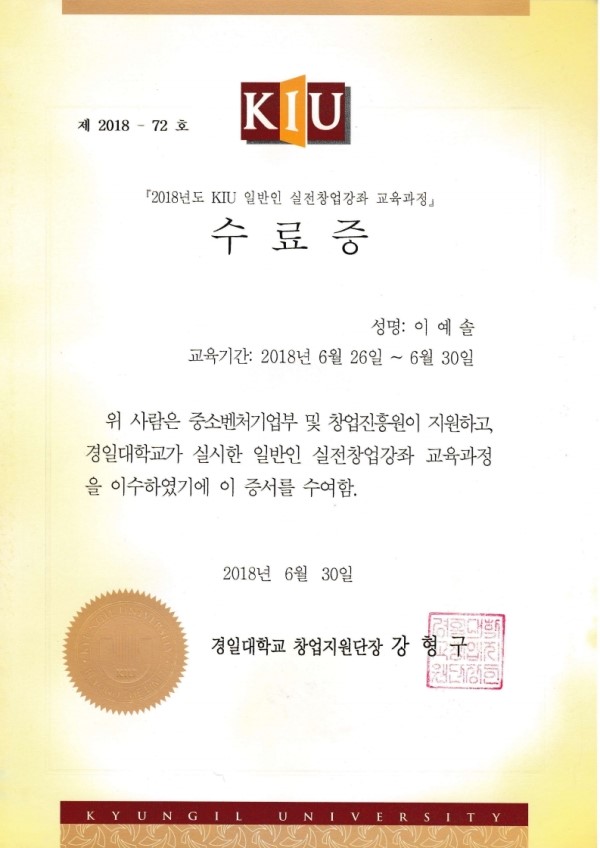 제 2018 - 72 호
KIU
『2018년도 KIU 일반인 실전창업강좌 교육과정』
수 료 증
성명: 이 예 솔
교육기간: 2018년 6월 26일 ~ 6월 30일
위 사람은 중소벤처기업부 및 창업진흥원이 지원하고,
경일대학교가 실시한 일반인 실전창업강좌 교육과정
을 이수하였기에 이 증서를 수여함.
2018년 6월 30일
경일대학교 창업지원단장 강 형 구
KYUNGIL UNIVERSITY